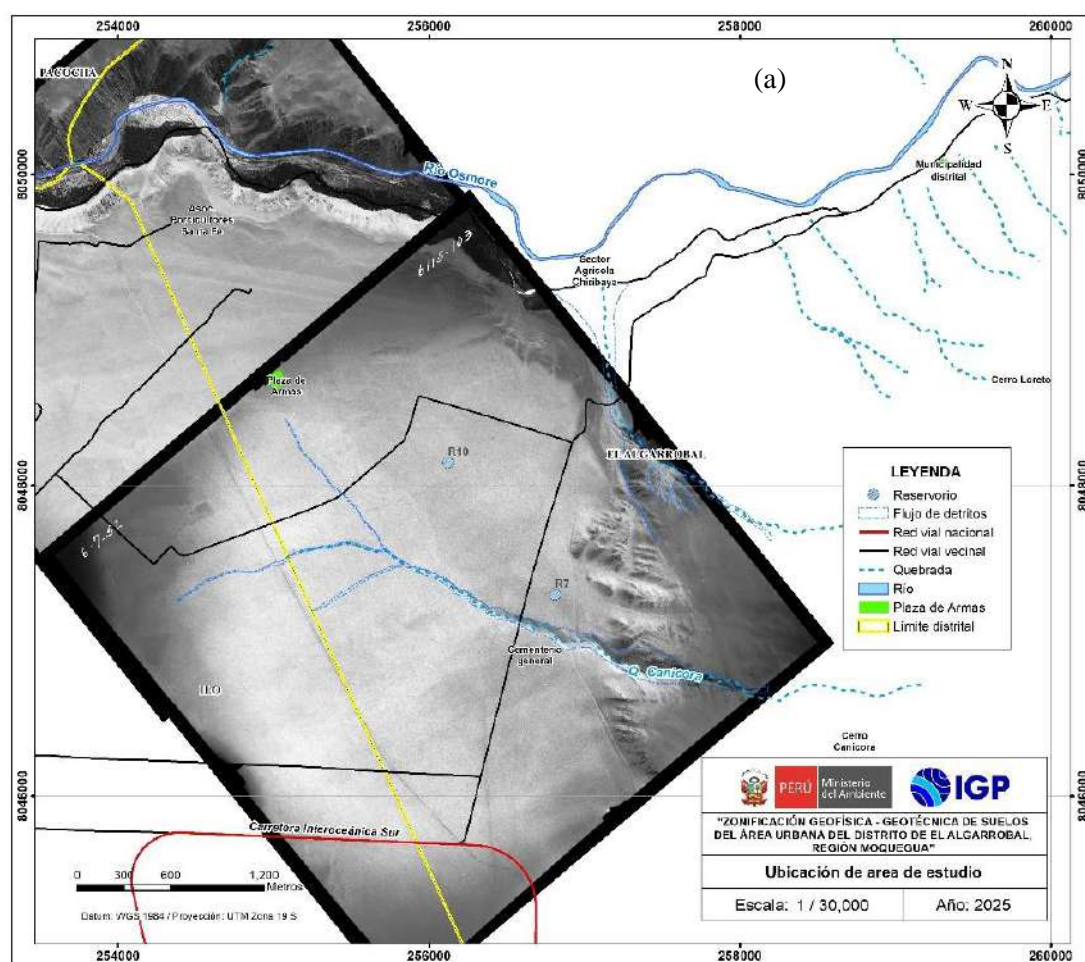 254000
256000
258000
260000
(a)
PACOCHA
N
W
E
S
8050000
8050000
Río Osmore
Municipalidad
distrital
Asoc
Porcicultores
Santa Fe
6115-103
Sector
Agricola
Chiribaya
Plaza de
Armas
Cerro Loreto
R10
EL ALGARROBAL
8048000
8048000
LEYENDA
Reservorio
Flujo de detritos
Red vial nacional
Red vial vecinal
Quebrada
Río
Plaza de Armas
Limite distrital
R7
Cementerio
general
Q. Canicora
ILO
Cerro
Canicora
8046000
8046000
PERÚ
Ministerio
del Ambiente
IGP
"ZONIFICACIÓN GEOFÍSICA - GEOTÉCNICA DE SUELOS
DEL ÁREA URBANA DEL DISTRITO DE EL ALGARROBAL,
REGIÓN MOQUEGUA"
Ubicación de area de estudio
Escala: 1 / 30,000
Año: 2025
Carretera Interoceánica Sur
0 300 600 1,200
Metros
Datum: WGS 1984 / Proyección: UTM Zona 19 S
254000
256000
258000
260000